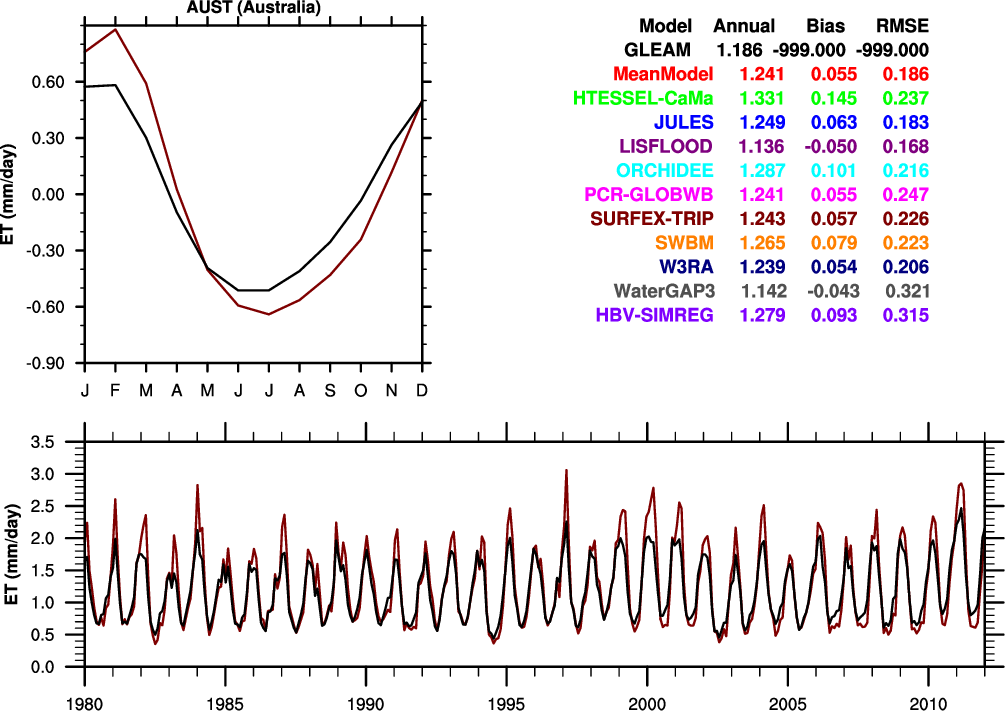 AUST (Australia)
ET (mm/day)
0.60
0.30
0.00
-0.30
-0.60
-0.90
J F M A M J J A S O N D
Model Annual Bias RMSE
GLEAM 1.186 -999.000 -999.000
MeanModel 1.241 0.055 0.186
HTESSEL-CaMa 1.331 0.145 0.237
JULES 1.249 0.063 0.183
LISFLOOD 1.136 -0.050 0.168
ORCHIDEE 1.287 0.101 0.216
PCR-GLOBWB 1.241 0.055 0.247
SURFEX-TRIP 1.243 0.057 0.226
SWBM 1.265 0.079 0.223
W3RA 1.239 0.054 0.206
WaterGAP3 1.142 -0.043 0.321
HBV-SIMREG 1.279 0.093 0.315
ET (mm/day)
3.5
3.0
2.5
2.0
1.5
1.0
0.5
0.0
1980 1985 1990 1995 2000 2005 2010